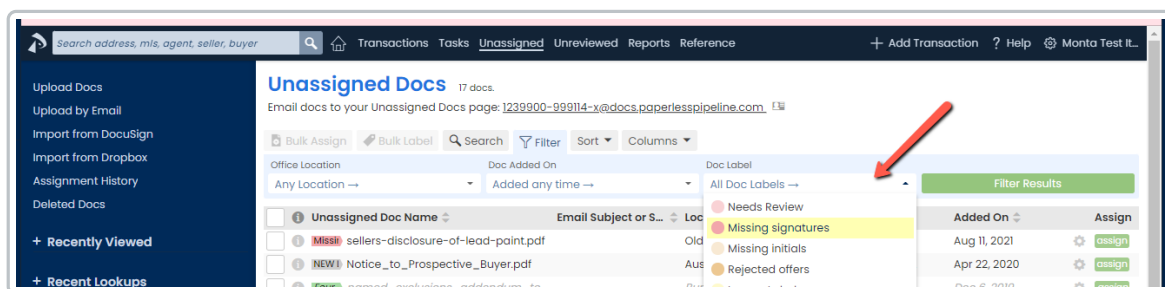 Search address, mls, agent, seller, buyer
Transactions Tasks Unassigned Unreviewed Reports Reference
+ Add Transaction ? Help Monta Test It...
Upload Docs
Upload by Email
Import from DocuSign
Import from Dropbox
Assignment History
Deleted Docs
+ Recently Viewed
+ Recent Lookups
Unassigned Docs 17 docs.
Email docs to your Unassigned Docs page: 1239900-999114-x@docs.paperlesspipeline.com
Bulk Assign Bulk Label Search Filter Sort Columns
Office Location Doc Added On Doc Label
Any Location → Added any time → All Doc Labels → Filter Results
Needs Review
Missing signatures
Missing initials
Rejected offers
Unassigned Doc Name Email Subject or S... Loc Added On Assign
Missi sellers-disclosure-of-lead-paint.pdf Old Aug 11, 2021 assign
NEW Notice_to_Prospective_Buyer.pdf Aus Apr 22, 2020 assign